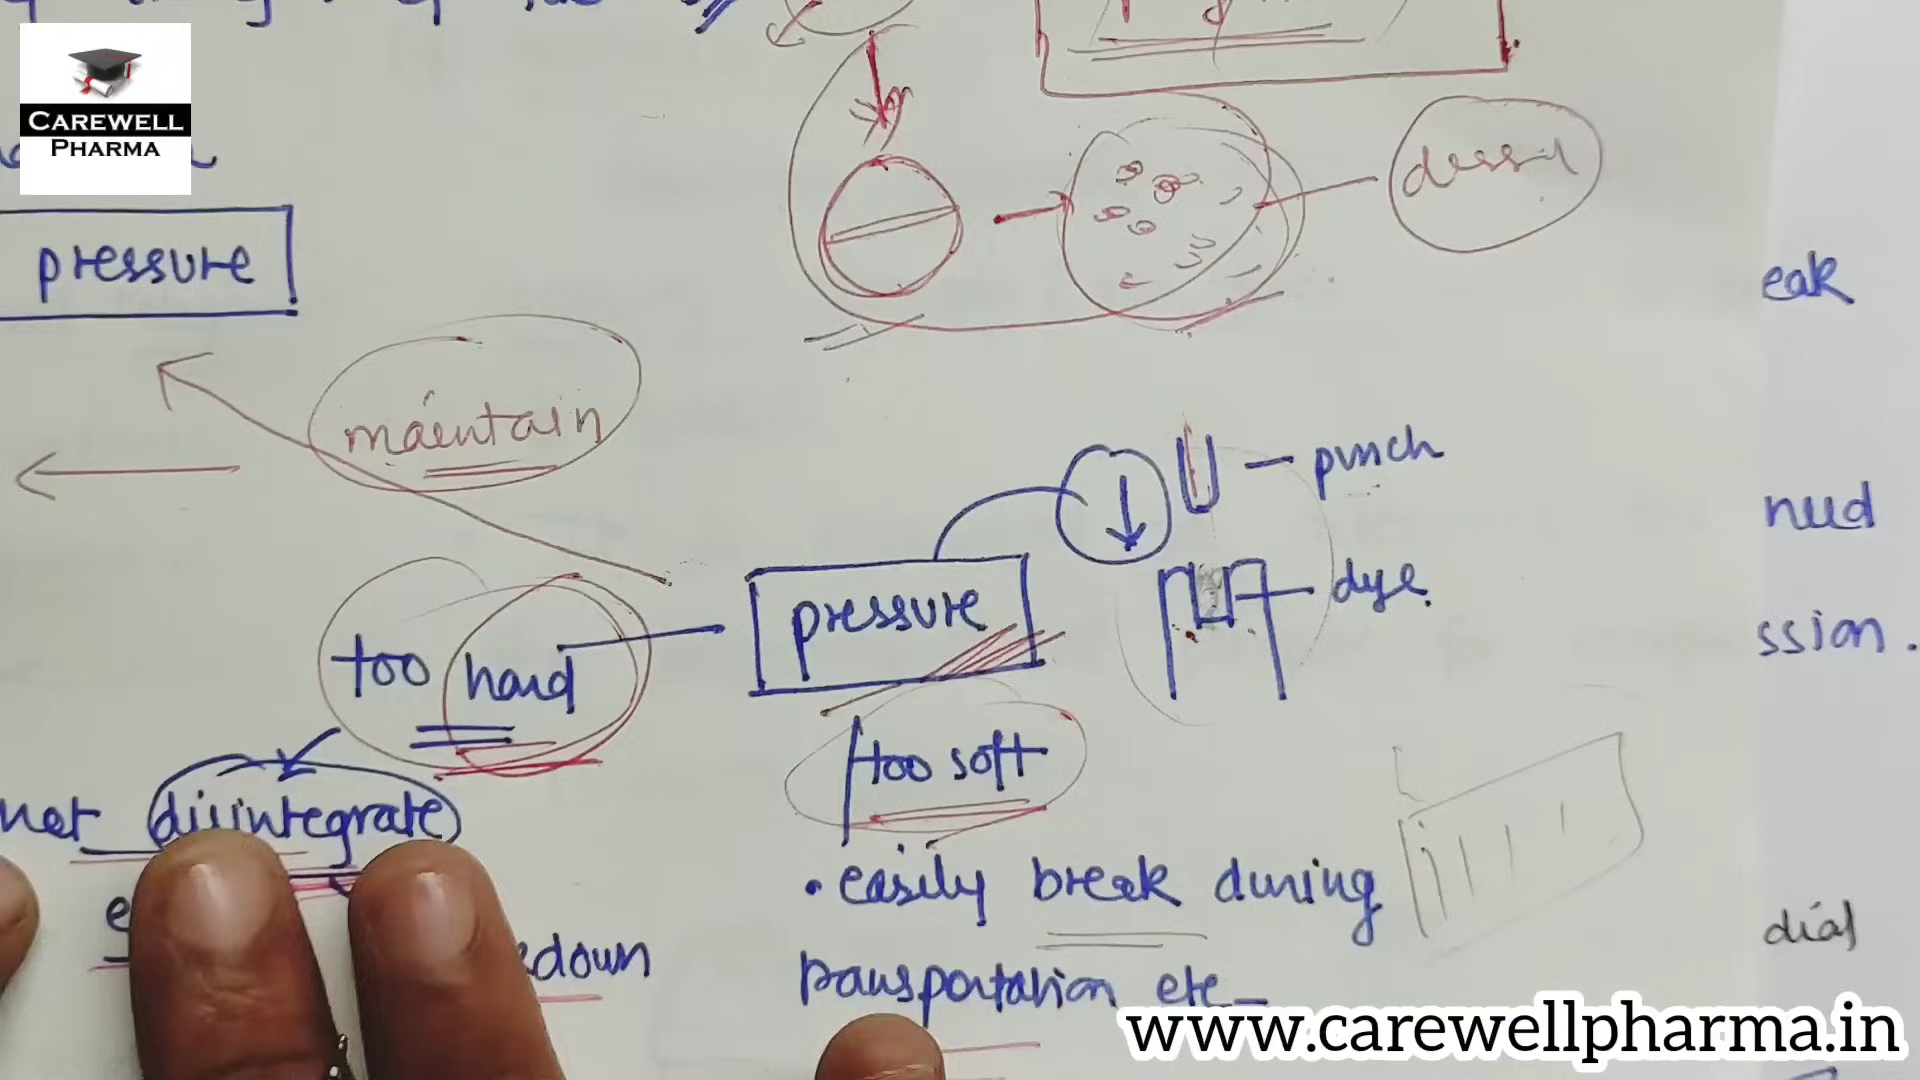 CAREWELL
PHARMA
pressure
eak
maintain
punch
dye.
pressure
too hard
ssion.
too soft
not disintegrate
easily break during
edown
dial
transportation etc
www.carewellpharma.in